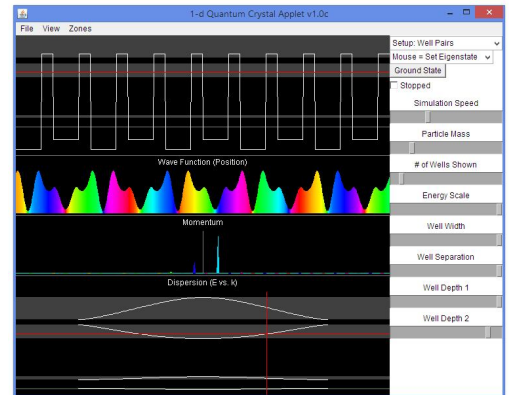 1-d Quantum Crystal Applet v1.0c
File View Zones
Setup: Well Pairs
Mouse = Set Eigenstate
Ground State
Stopped
Simulation Speed
Particle Mass
# of Wells Shown
Energy Scale
Well Width
Well Separation
Well Depth 1
Well Depth 2
Wave Function (Position)
Momentum
Dispersion (E vs. k)